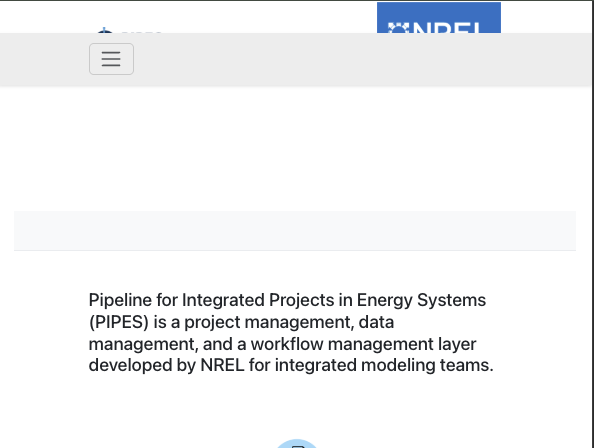 NREL
Pipeline for Integrated Projects in Energy Systems
(PIPES) is a project management, data
management, and a workflow management layer
developed by NREL for integrated modeling teams.